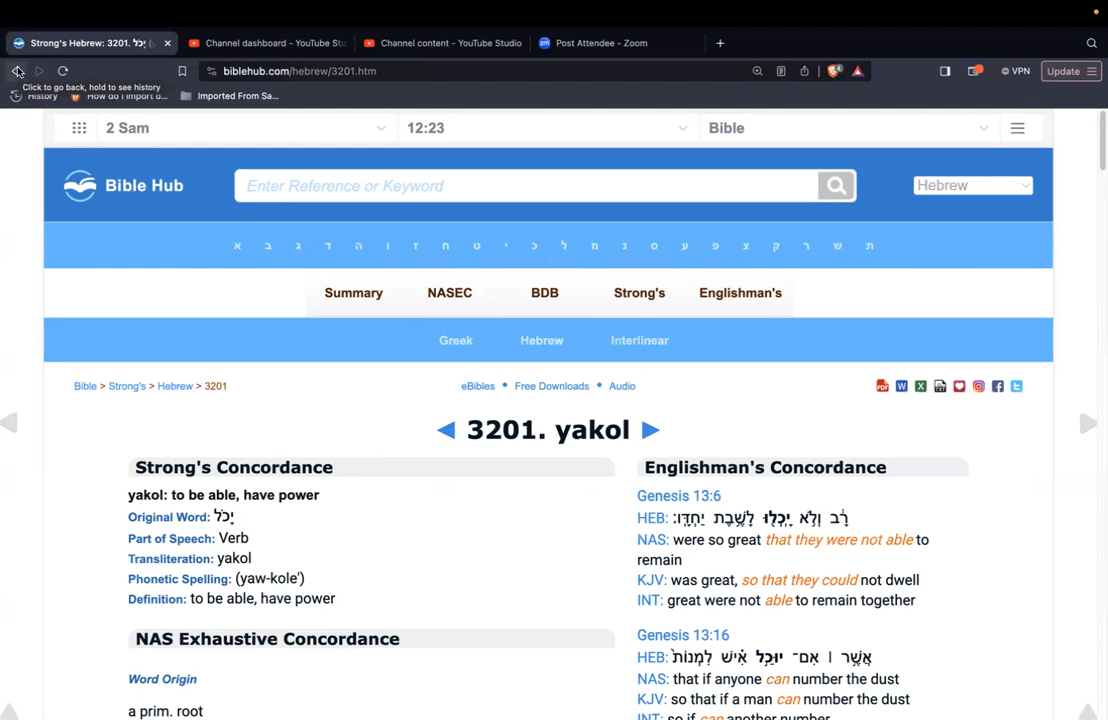 Strong's Hebrew: 3201. יָכֹל (
Channel dashboard - YouTube Stu
Channel content - YouTube Studio
Post Attendee - Zoom
biblehub.com/hebrew/3201.htm
VPN
Update
Click to go back, hold to see history
History
How do I import o...
Imported From Sa...
2 Sam
12:23
Bible
Bible Hub
Enter Reference or Keyword
Hebrew
א ב ג ד ה ו ז ח ט י כ ל מ נ ס ע פ צ ק ר ש ת
Summary NASEC BDB Strong's Englishman's
Greek Hebrew Interlinear
Bible > Strong's > Hebrew > 3201
eBibles • Free Downloads • Audio
◄ 3201. yakol ►
Strong's Concordance
yakol: to be able, have power
Original Word: יָכֹל
Part of Speech: Verb
Transliteration: yakol
Phonetic Spelling: (yaw-kole')
Definition: to be able, have power
NAS Exhaustive Concordance
Word Origin
a prim. root
Englishman's Concordance
Genesis 13:6
HEB: רָ֔ב וְלֹ֥א יָֽכְל֖וּ לָשֶׁ֥בֶת יַחְדָּֽו׃
NAS: were so great that they were not able to
remain
KJV: was great, so that they could not dwell
INT: great were not able to remain together
Genesis 13:16
HEB: אֲשֶׁ֣ר ׀ אִם־ יוּכַ֣ל אִ֗ישׁ לִמְנוֹת֙
NAS: that if anyone can number the dust
KJV: so that if a man can number the dust
INT: so if can another number